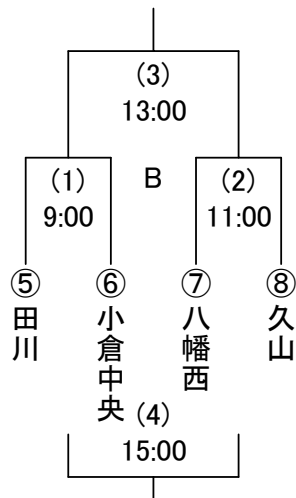 (3)
13:00
(1) B (2)
9:00 11:00
⑤ ⑥ ⑦ ⑧
田川
小倉中央
八幡西
久山
(4)
15:00